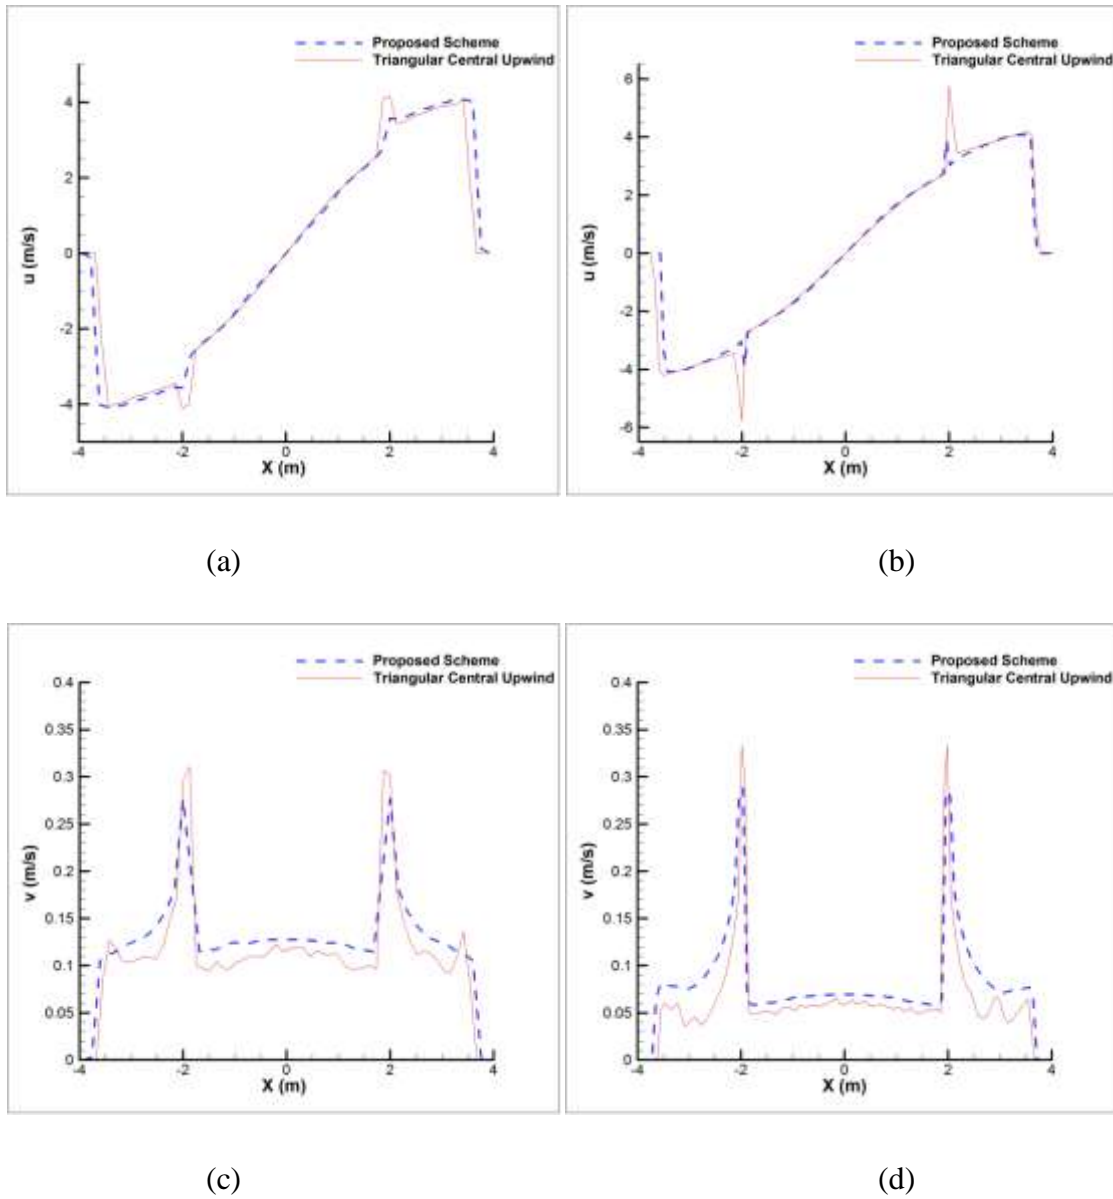 Proposed Scheme
Triangular Central Upwind
4
2
0
-2
-4
u (m/s)
-4
-2
0
2
4
X (m)
Proposed Scheme
Triangular Central Upwind
6
4
2
0
-2
-4
-6
u (m/s)
-4
-2
0
2
4
X (m)
(a)
(b)
Proposed Scheme
Triangular Central Upwind
0.4
0.35
0.3
0.25
0.2
0.15
0.1
0.05
0
v (m/s)
-4
-2
0
2
4
X (m)
Proposed Scheme
Triangular Central Upwind
0.4
0.35
0.3
0.25
0.2
0.15
0.1
0.05
0
v (m/s)
-4
-2
0
2
4
X (m)
(c)
(d)